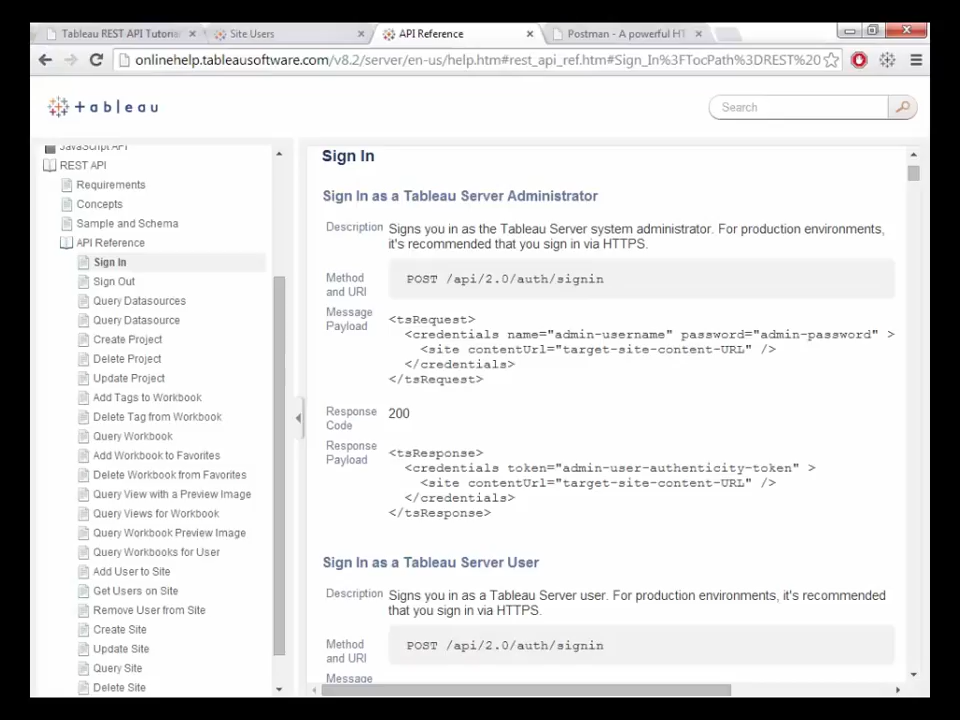 Tableau REST API Tutoria
Site Users
API Reference
Postman - A powerful HT
onlinehelp.tableausoftware.com/v8.2/server/en-us/help.htm#rest_api_ref.htm#Sign_In%3FTocPath%3DREST%20
+ a b l e a u
Search
JavaScript API
REST API
Requirements
Concepts
Sample and Schema
API Reference
Sign In
Sign Out
Query Datasources
Query Datasource
Create Project
Delete Project
Update Project
Add Tags to Workbook
Delete Tag from Workbook
Query Workbook
Add Workbook to Favorites
Delete Workbook from Favorites
Query View with a Preview Image
Query Views for Workbook
Query Workbook Preview Image
Query Workbooks for User
Add User to Site
Get Users on Site
Remove User from Site
Create Site
Update Site
Query Site
Delete Site
Sign In
Sign In as a Tableau Server Administrator
Description
Signs you in as the Tableau Server system administrator. For production environments,
it's recommended that you sign in via HTTPS.
Method
and URI
POST /api/2.0/auth/signin
Message
Payload
<tsRequest>
<credentials name="admin-username" password="admin-password" >
<site contentUrl="target-site-content-URL" />
</credentials>
</tsRequest>
Response
Code
200
Response
Payload
<tsResponse>
<credentials token="admin-user-authenticity-token" >
<site contentUrl="target-site-content-URL" />
</credentials>
</tsResponse>
Sign In as a Tableau Server User
Description
Signs you in as a Tableau Server user. For production environments, it's recommended
that you sign in via HTTPS.
Method
and URI
POST /api/2.0/auth/signin
Message